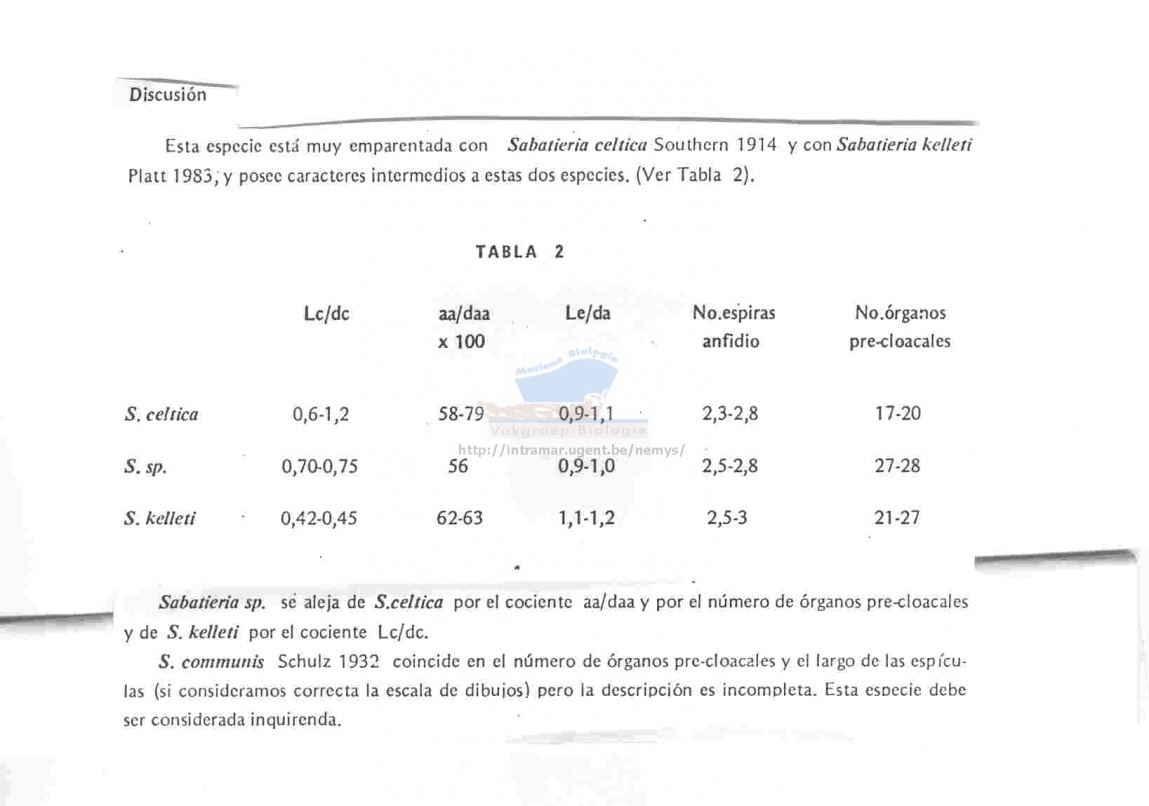 Discusión
Esta especie está muy emparentada con Sabatieria celtica Southern 1914 y con Sabatieria kelleti
Platt 1983, y posee caracteres intermedios a estas dos especies. (Ver Tabla 2).
TABLA 2
Lc/dc aa/daa Le/da No.espiras No.órganos
x 100 anfidio pre-cloacales
Mariene Biologie
S. celtica 0,6-1,2 58-79 0,9-1,1 2,3-2,8 17-20
Vakgroep Biologie
http://intramar.ugent.be/nemys/
S. sp. 0,70-0,75 56 0,9-1,0 2,5-2,8 27-28
S. kelleti 0,42-0,45 62-63 1,1-1,2 2,5-3 21-27
Sabatieria sp. se aleja de S.celtica por el cociente aa/daa y por el número de órganos pre-cloacales
y de S. kelleti por el cociente Lc/dc.
S. communis Schulz 1932 coincide en el número de órganos pre-cloacales y el largo de las espícu-
las (si consideramos correcta la escala de dibujos) pero la descripción es incompleta. Esta especie debe
ser considerada inquirenda.